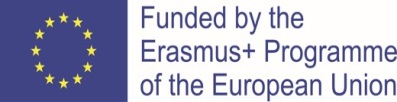 Funded by the
Erasmus+ Programme
of the European Union